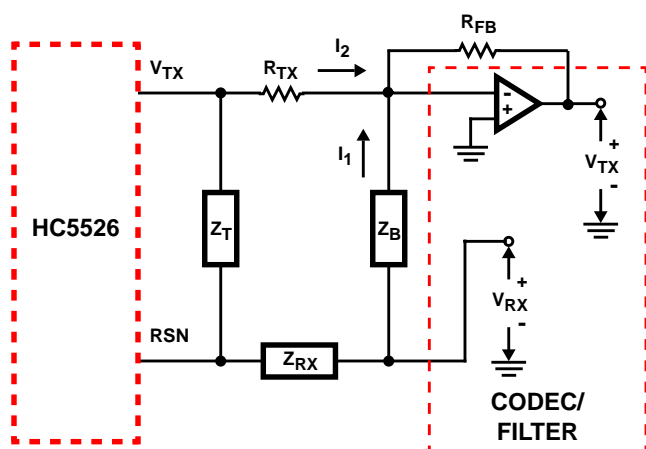 R_FB
V_TX
R_TX
I_2
-
+
I_1
+
V_TX
-
HC5526
Z_T
Z_B
+
V_RX
-
RSN
Z_RX
CODEC/
FILTER